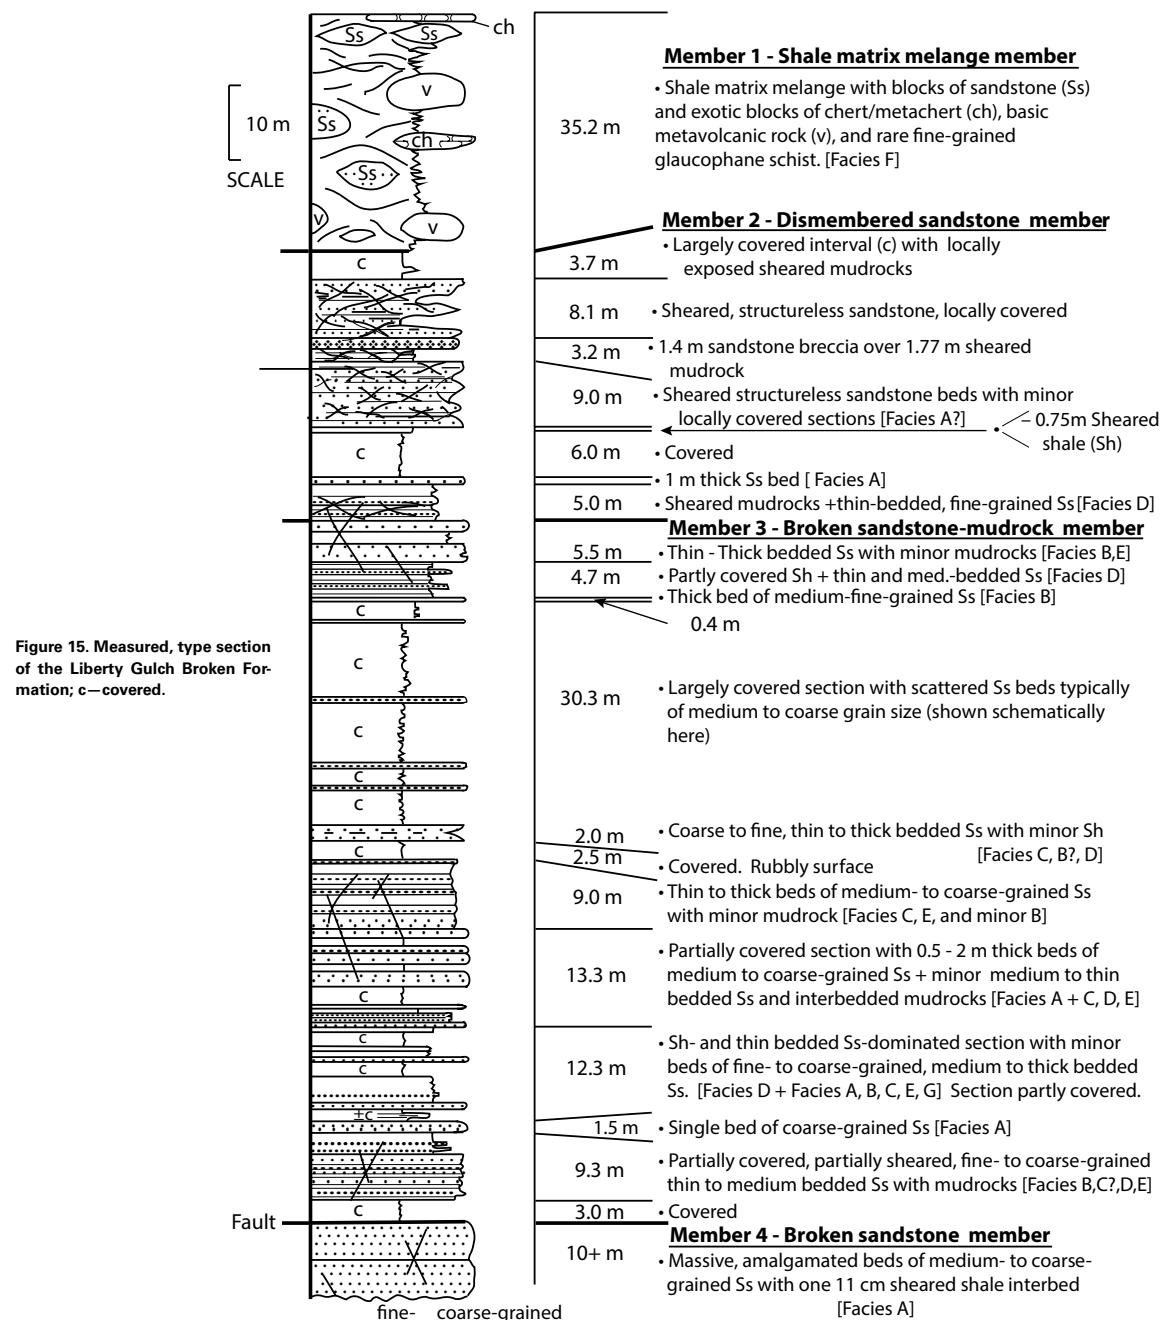 ch
Ss Ss
v
Ss
ch
Ss
v
v
10 m
SCALE
35.2 m
Member 1 - Shale matrix melange member
• Shale matrix melange with blocks of sandstone (Ss)
and exotic blocks of chert/metachert (ch), basic
metavolcanic rock (v), and rare fine-grained
glaucophane schist. [Facies F]
Member 2 - Dismembered sandstone member
c
3.7 m
• Largely covered interval (c) with locally
exposed sheared mudrocks
8.1 m
• Sheared, structureless sandstone, locally covered
3.2 m
• 1.4 m sandstone breccia over 1.77 m sheared
mudrock
9.0 m
• Sheared structureless sandstone beds with minor
locally covered sections [Facies A?]
• – 0.75m Sheared
shale (Sh)
c
6.0 m
• Covered
• 1 m thick Ss bed [ Facies A]
5.0 m
• Sheared mudrocks +thin-bedded, fine-grained Ss[Facies D]
Member 3 - Broken sandstone-mudrock member
5.5 m
• Thin - Thick bedded Ss with minor mudrocks [Facies B,E]
4.7 m
• Partly covered Sh + thin and med.-bedded Ss [Facies D]
• Thick bed of medium-fine-grained Ss [Facies B]
c
0.4 m
Figure 15. Measured, type section
of the Liberty Gulch Broken For-
mation; c—covered.
c
30.3 m
• Largely covered section with scattered Ss beds typically
of medium to coarse grain size (shown schematically
here)
c
c
c
2.0 m
• Coarse to fine, thin to thick bedded Ss with minor Sh
[Facies C, B?, D]
c
2.5 m
• Covered. Rubbly surface
9.0 m
• Thin to thick beds of medium- to coarse-grained Ss
with minor mudrock [Facies C, E, and minor B]
13.3 m
• Partially covered section with 0.5 - 2 m thick beds of
medium to coarse-grained Ss + minor medium to thin
bedded Ss and interbedded mudrocks [Facies A + C, D, E]
c
c
c
12.3 m
• Sh- and thin bedded Ss-dominated section with minor
beds of fine- to coarse-grained, medium to thick bedded
Ss. [Facies D + Facies A, B, C, E, G] Section partly covered.
±c
1.5 m
• Single bed of coarse-grained Ss [Facies A]
9.3 m
• Partially covered, partially sheared, fine- to coarse-grained
thin to medium bedded Ss with mudrocks [Facies B,C?,D,E]
c
3.0 m
• Covered
Fault
Member 4 - Broken sandstone member
10+ m
• Massive, amalgamated beds of medium- to coarse-
grained Ss with one 11 cm sheared shale interbed
[Facies A]
fine- coarse-grained